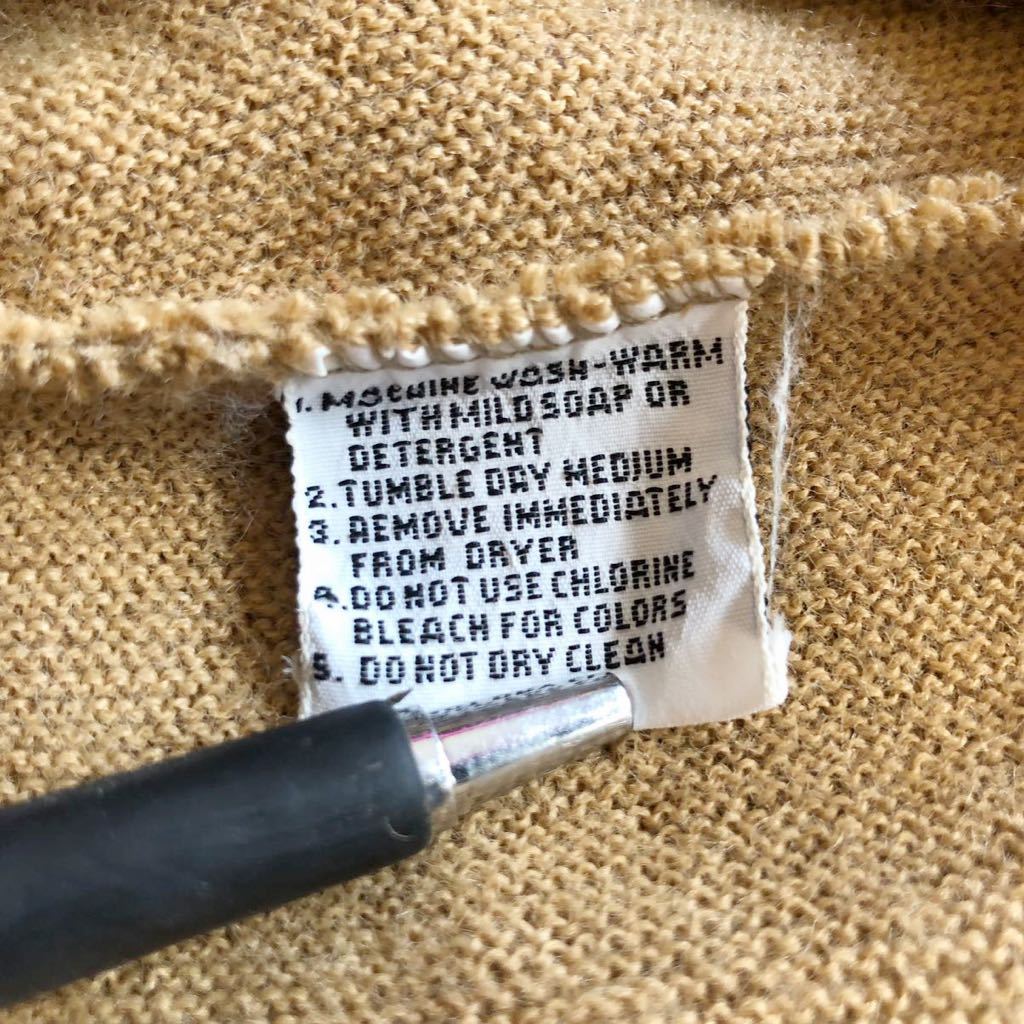 1. MACHINE WASH-WARM
WITH MILD SOAP OR
DETERGENT
2. TUMBLE DRY MEDIUM
3. REMOVE IMMEDIATELY
FROM DRYER
4. DO NOT USE CHLORINE
BLEACH FOR COLORS
5. DO NOT DRY CLEAN